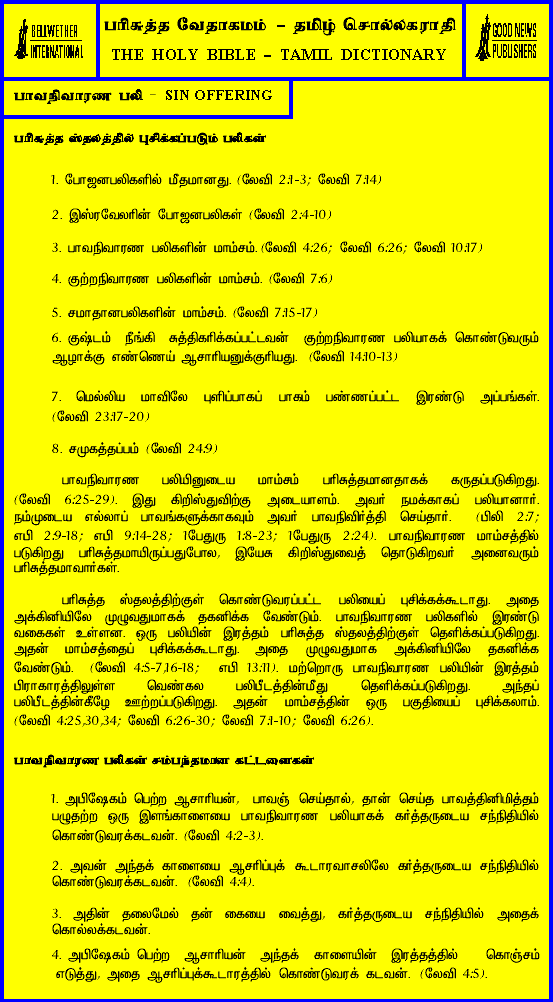 BELLWETHER
INTERNATIONAL
பரிசுத்த வேதாகமம் - தமிழ் சொல்லகராதி
THE HOLY BIBLE - TAMIL DICTIONARY
GOOD NEWS
PUBLISHERS
பாவநிவாரண பலி - SIN OFFERING
பரிசுத்த ஸ்தலத்தில் புசிக்கப்படும் பலிகள்
1. போஜனபலிகளில் மீதமானது. (லேவி 2:1-3; லேவி 7:14)
2. இஸ்ரவேலரின் போஜனபலிகள் (லேவி 2:4-10)
3. பாவநிவாரண பலிகளின் மாம்சம். (லேவி 4:26; லேவி 6:26; லேவி 10:17)
4. குற்றநிவாரண பலிகளின் மாம்சம். (லேவி 7:6)
5. சமாதானபலிகளின் மாம்சம். (லேவி 7:15-17)
6. குஷ்டம் நீங்கி சுத்திகரிக்கப்பட்டவன் குற்றநிவாரண பலியாகக் கொண்டுவரும்
ஆழாக்கு எண்ணெய் ஆசாரியனுக்குரியது. (லேவி 14:10-13)
7. மெல்லிய மாவிலே புளிப்பாகப் பாகம் பண்ணப்பட்ட இரண்டு அப்பங்கள்.
(லேவி 23:17-20)
8. சமுகத்தப்பம் (லேவி 24:9)
பாவநிவாரண பலியினுடைய மாம்சம் பரிசுத்தமானதாகக் கருதப்படுகிறது.
(லேவி 6:25-29). இது கிறிஸ்துவிற்கு அடையாளம். அவர் நமக்காகப் பலியானார்.
நம்முடைய எல்லாப் பாவங்களுக்காகவும் அவர் பாவநிவிர்த்தி செய்தார். (பிலி 2:7;
எபி 2:9-18; எபி 9:14-28; 1பேதுரு 1:8-23; 1பேதுரு 2:24). பாவநிவாரண மாம்சத்தில்
படுகிறது பரிசுத்தமாயிருப்பதுபோல, இயேசு கிறிஸ்துவைத் தொடுகிறவர் அனைவரும்
பரிசுத்தமாவார்கள்.
பரிசுத்த ஸ்தலத்திற்குள் கொண்டுவரப்பட்ட பலியைப் புசிக்கக்கூடாது. அதை
அக்கினியிலே முழுவதுமாகத் தகனிக்க வேண்டும். பாவநிவாரண பலிகளில் இரண்டு
வகைகள் உள்ளன. ஒரு பலியின் இரத்தம் பரிசுத்த ஸ்தலத்திற்குள் தெளிக்கப்படுகிறது.
அதன் மாம்சத்தைப் புசிக்கக்கூடாது. அதை முழுவதுமாக அக்கினியிலே தகனிக்க
வேண்டும். (லேவி 4:5-7,16-18; எபி 13:11). மற்றொரு பாவநிவாரண பலியின் இரத்தம்
பிராகாரத்திலுள்ள வெண்கல பலிபீடத்தின்மீது தெளிக்கப்படுகிறது. அந்தப்
பலிபீடத்தின்கீழே ஊற்றப்படுகிறது. அதன் மாம்சத்தின் ஒரு பகுதியைப் புசிக்கலாம்.
(லேவி 4:25,30,34; லேவி 6:26-30; லேவி 7:1-10; லேவி 6:26).
பாவநிவாரண பலிகள் சம்பந்தமான கட்டளைகள்
1. அபிஷேகம் பெற்ற ஆசாரியன், பாவஞ் செய்தால், தான் செய்த பாவத்தினிமித்தம்
பழுதற்ற ஒரு இளங்காளையை பாவநிவாரண பலியாகக் கர்த்தருடைய சந்நிதியில்
கொண்டுவரக்கடவன். (லேவி 4:2-3).
2. அவன் அந்தக் காளையை ஆசரிப்புக் கூடாரவாசலிலே கர்த்தருடைய சந்நிதியில்
கொண்டுவரக்கடவன். (லேவி 4:4).
3. அதின் தலைமேல் தன் கையை வைத்து, கர்த்தருடைய சந்நிதியில் அதைக்
கொல்லக்கடவன்.
4. அபிஷேகம் பெற்ற ஆசாரியன் அந்தக் காளையின் இரத்தத்தில் கொஞ்சம்
எடுத்து, அதை ஆசரிப்புக்கூடாரத்தில் கொண்டுவரக் கடவன். (லேவி 4:5).